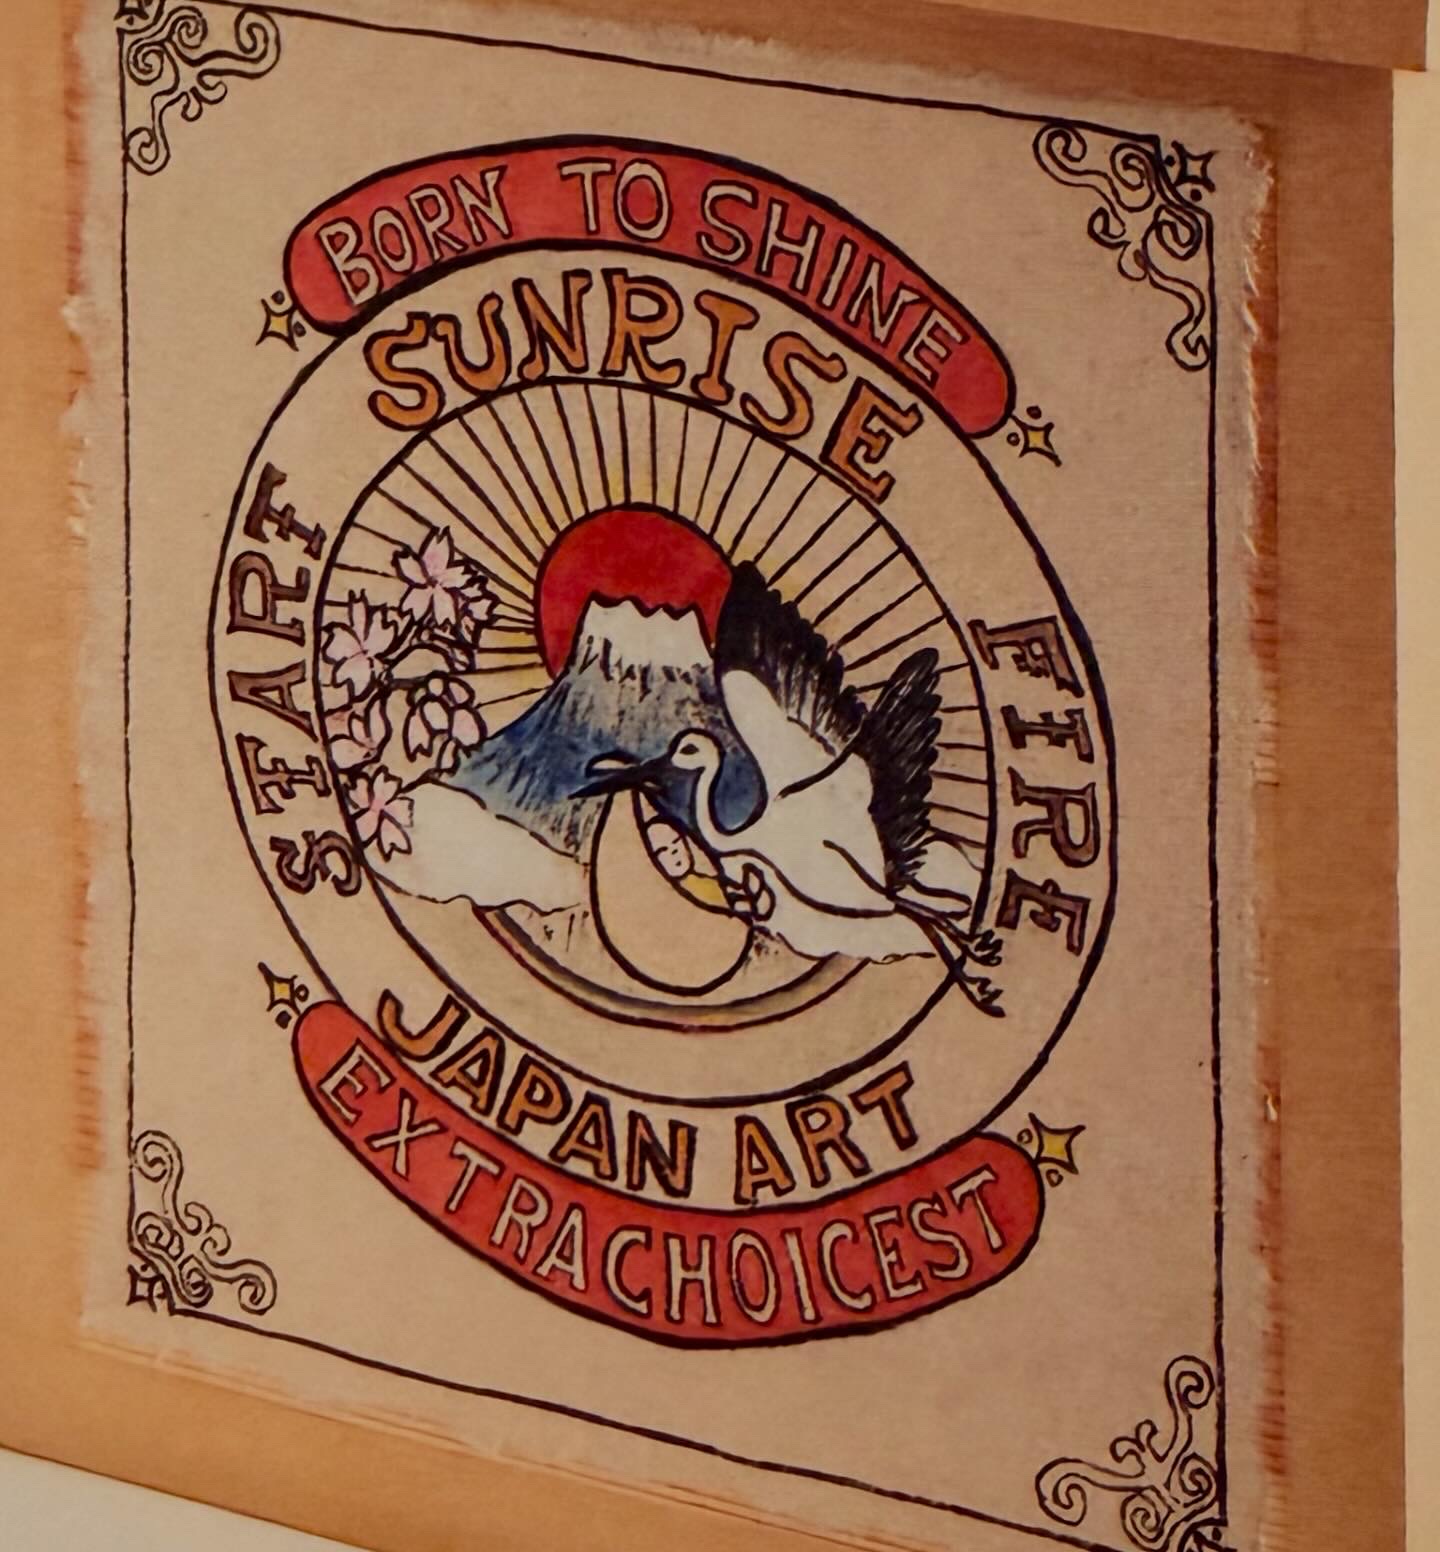 BORN TO SHINE
SUNRISE
START
FIRE
JAPAN ART
EXTRACHOICEST